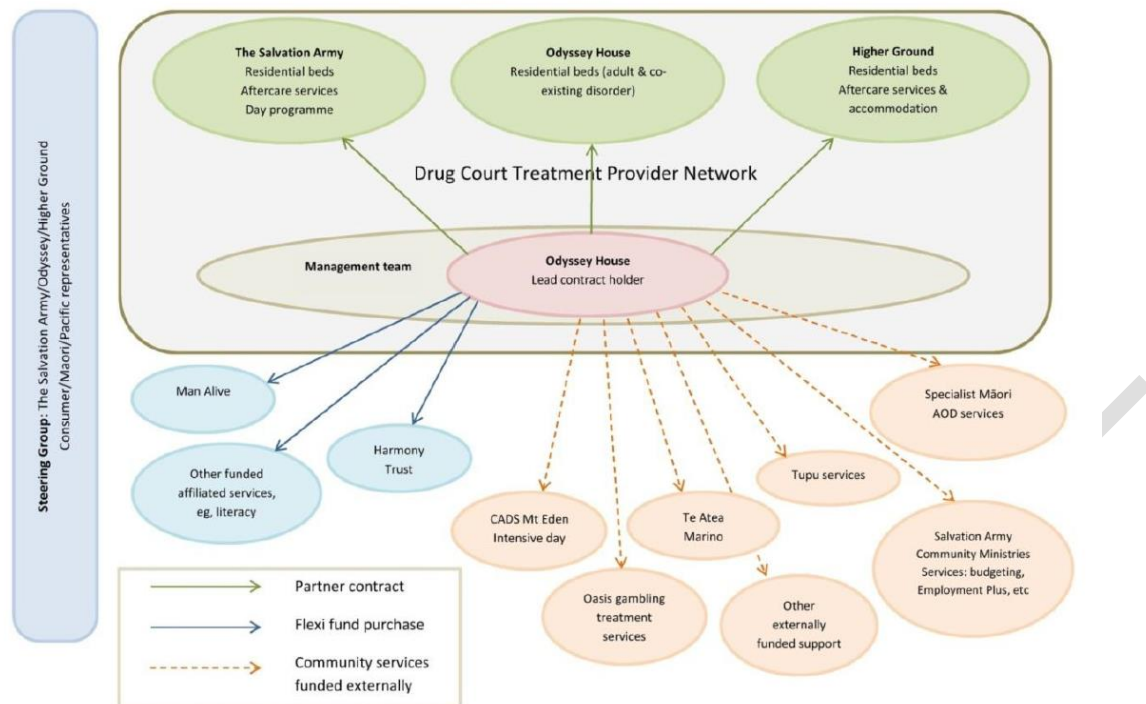 Steering Group: The Salvation Army/Odyssey/Higher Ground
Consumer/Maori/Pacific representatives
The Salvation Army
Residential beds
Aftercare services
Day programme
Odyssey House
Residential beds (adult & co-
existing disorder)
Higher Ground
Residential beds
Aftercare services &
accommodation
Drug Court Treatment Provider Network
Management team
Odyssey House
Lead contract holder
Man Alive
Other funded
affiliated services,
eg, literacy
Harmony
Trust
CADS Mt Eden
Intensive day
Oasis gambling
treatment
services
Te Atea
Marino
Other
externally
funded support
Tupu services
Specialist Māori
AOD services
Salvation Army
Community Ministries
Services: budgeting,
Employment Plus, etc
Partner contract
Flexi fund purchase
Community services
funded externally